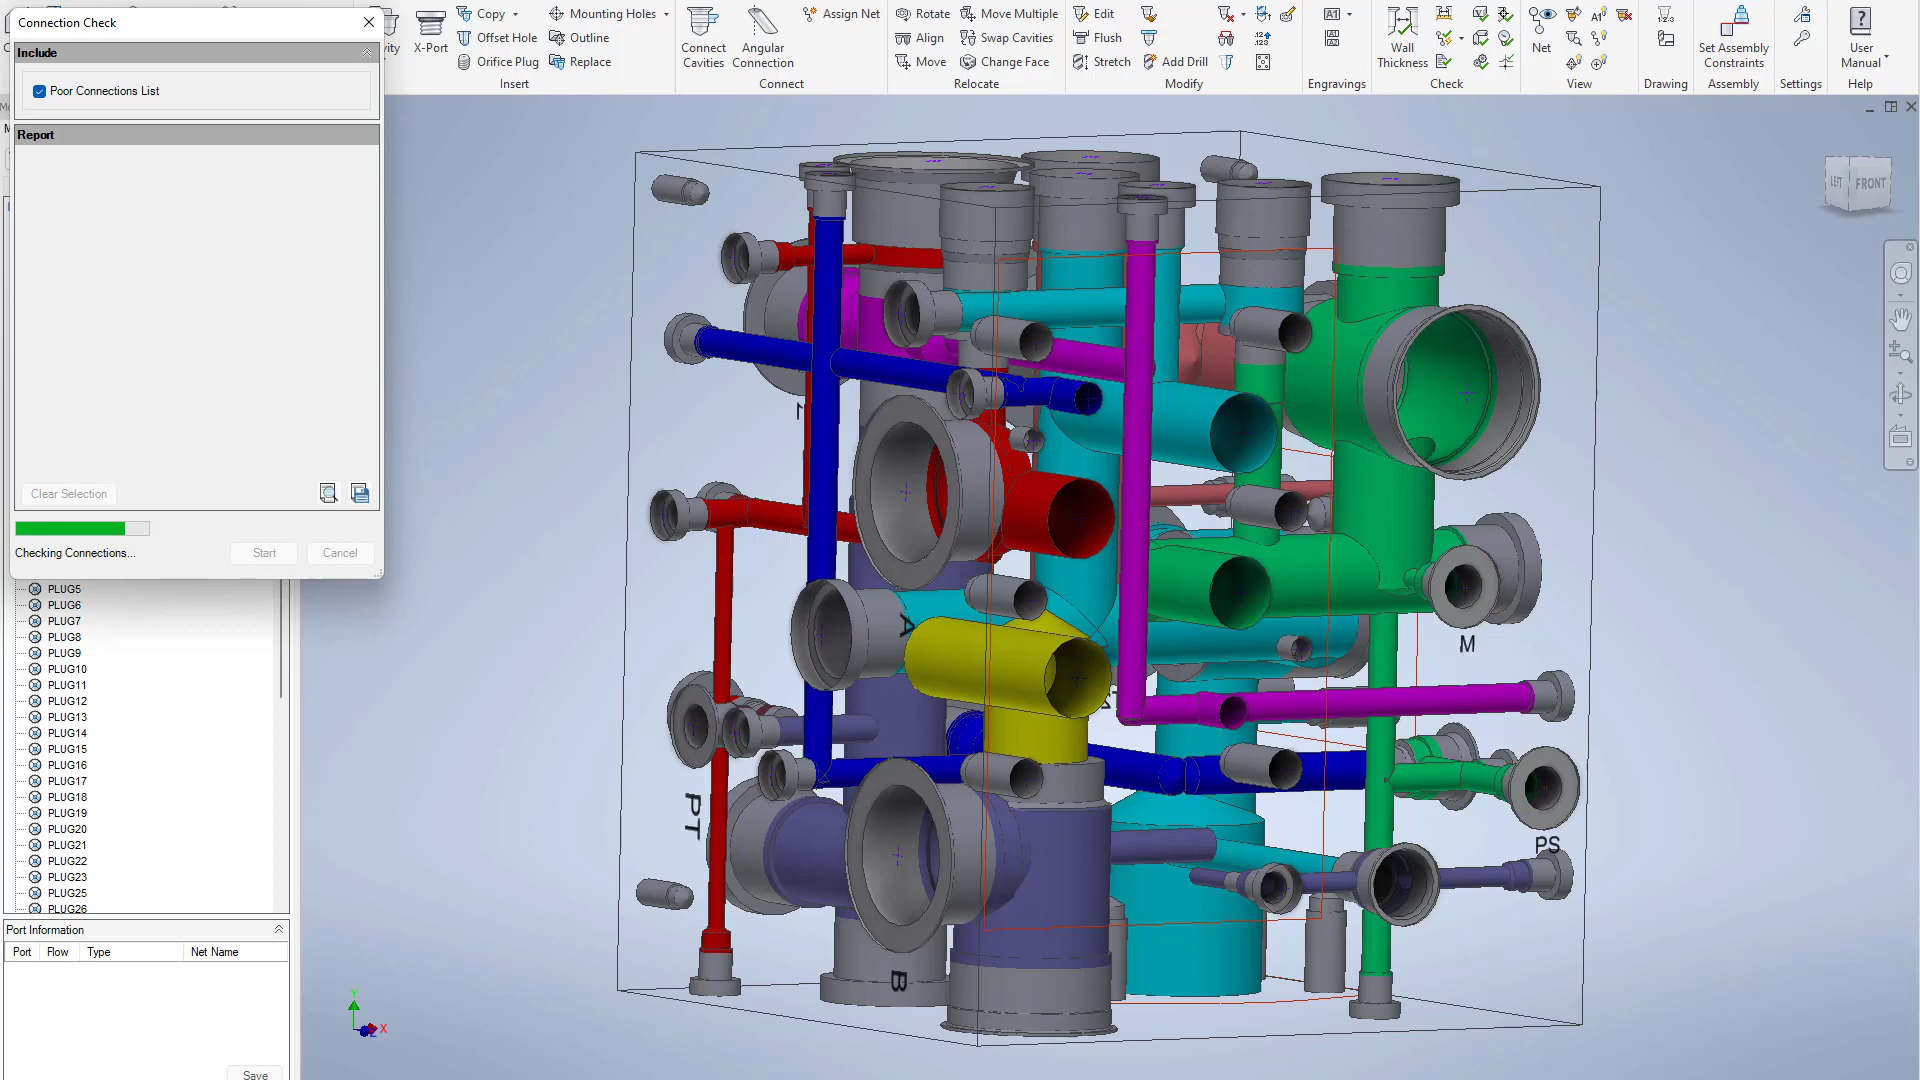 Connection Check
Include
Poor Connections List
Report
Clear Selection
Checking Connections...
Start
Cancel
X-Port
Copy
Offset Hole
Orifice Plug
Mounting Holes
Outline
Replace
Insert
Connect Cavities
Angular Connection
Assign Net
Connect
Rotate
Align
Move
Move Multiple
Swap Cavities
Change Face
Relocate
Edit
Flush
Stretch
Add Drill
Modify
Engravings
Wall Thickness
Check
Net
View
Drawing
Set Assembly Constraints
Assembly
Settings
User Manual
Help
LEFT
FRONT
PLUG5
PLUG6
PLUG7
PLUG8
PLUG9
PLUG10
PLUG11
PLUG12
PLUG13
PLUG14
PLUG15
PLUG16
PLUG17
PLUG18
PLUG19
PLUG20
PLUG21
PLUG22
PLUG23
PLUG25
PLUG26
Port Information
Port Flow Type Net Name
Save
A
M
PT
PS
B
Y
X
Z